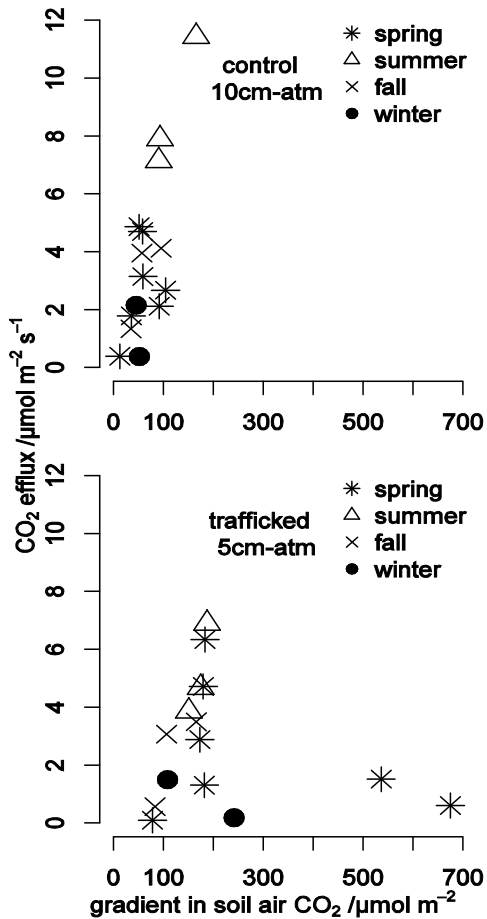 spring
summer
fall
winter
control
10cm-atm
12
10
8
6
4
2
0
0 100 300 500 700
CO₂ efflux /µmol m⁻² s⁻¹
spring
summer
fall
winter
trafficked
5cm-atm
12
10
8
6
4
2
0
0 100 300 500 700
gradient in soil air CO₂ /µmol m⁻²